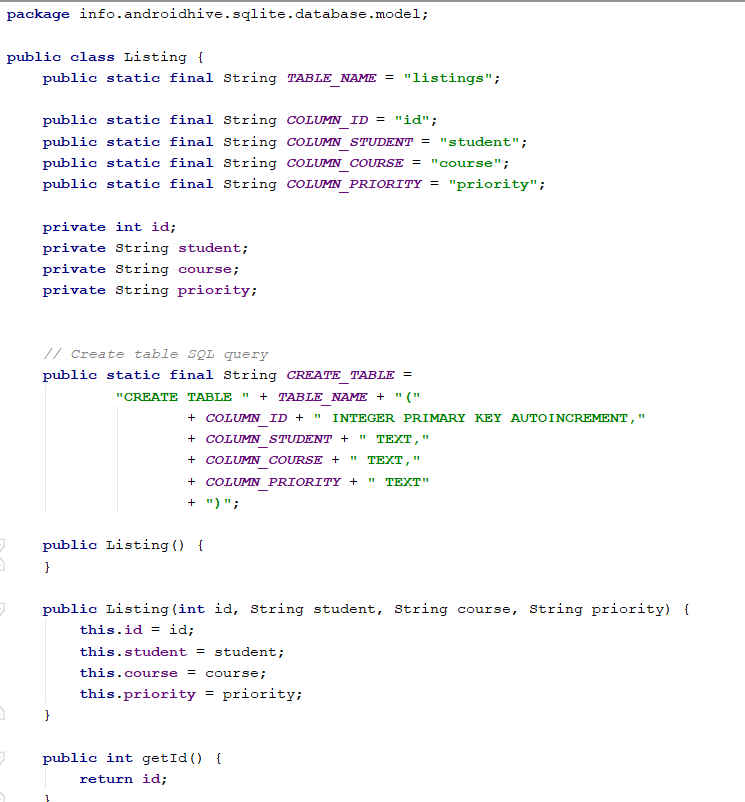 package info.androidhive.sqlite.database.model;
public class Listing {
public static final String TABLE_NAME = "listings";
public static final String COLUMN_ID = "id";
public static final String COLUMN_STUDENT = "student";
public static final String COLUMN_COURSE = "course";
public static final String COLUMN_PRIORITY = "priority";
private int id;
private String student;
private String course;
private String priority;
// Create table SQL query
public static final String CREATE_TABLE =
"CREATE TABLE " + TABLE_NAME + "("
+ COLUMN_ID + " INTEGER PRIMARY KEY AUTOINCREMENT,"
+ COLUMN_STUDENT + " TEXT,"
+ COLUMN_COURSE + " TEXT,"
+ COLUMN_PRIORITY + " TEXT"
+ ")";
public Listing() {
}
public Listing(int id, String student, String course, String priority) {
this.id = id;
this.student = student;
this.course = course;
this.priority = priority;
}
public int getId() {
return id;
}